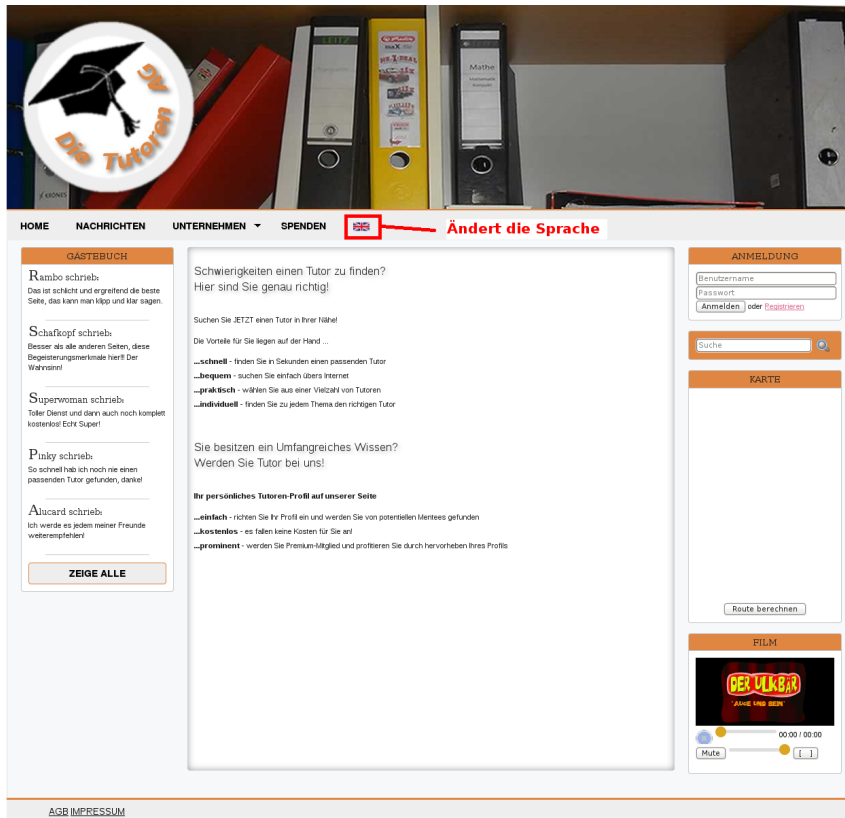 Die Tutoren AG
KRONES
LEITZ
maX
Mathe
HOME NACHRICHTEN UNTERNEHMEN SPENDEN
Ändert die Sprache
GÄSTEBUCH
Rambo schrieb:
Das ist schlicht und ergreifend die beste
Seite, das kann man klipp und klar sagen.
Schafkopf schrieb:
Besser als alle anderen Seiten, diese
Begeisterungsmerkmale hier!! Der
Wahnsinn!
Superwoman schrieb:
Toller Dienst und dann auch noch komplett
kostenlos! Echt Super!
Pinky schrieb:
So schnell hab ich noch nie einen
passenden Tutor gefunden, danke!
Alucard schrieb:
Ich werde es jedem meiner Freunde
weiterempfehlen!
ZEIGE ALLE
Schwierigkeiten einen Tutor zu finden?
Hier sind Sie genau richtig!
Suchen Sie JETZT einen Tutor in Ihrer Nähe!
Die Vorteile für Sie liegen auf der Hand ...
...schnell - finden Sie in Sekunden einen passenden Tutor
...bequem - suchen Sie einfach übers Internet
...praktisch - wählen Sie aus einer Vielzahl von Tutoren
...individuell - finden Sie zu jedem Thema den richtigen Tutor
Sie besitzen ein Umfangreiches Wissen?
Werden Sie Tutor bei uns!
Ihr persönliches Tutoren-Profil auf unserer Seite
...einfach - richten Sie Ihr Profil ein und werden Sie von potentiellen Mentees gefunden
...kostenlos - es fallen keine Kosten für Sie an!
...prominent - werden Sie Premium-Mitglied und profitieren Sie durch hervorheben Ihres Profils
ANMELDUNG
Benutzername
Passwort
Anmelden oder Registrieren
Suche
KARTE
Route berechnen
FILM
DER ULKBÄR
"AUGE UND BEIN"
00:00 / 00:00
Mute [ ]
AGB IMPRESSUM